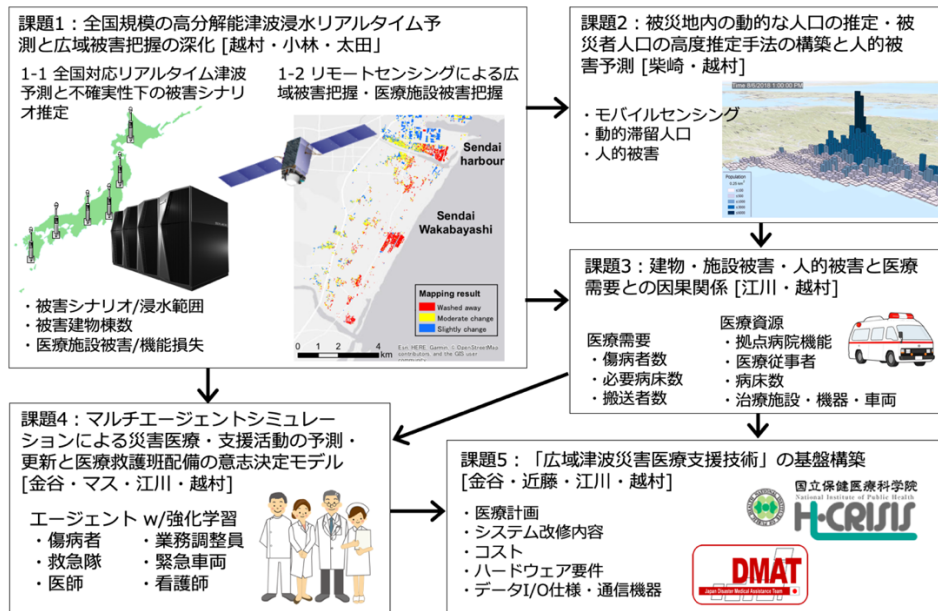 課題1：全国規模の高分解能津波浸水リアルタイム予
測と広域被害把握の深化 [越村・小林・太田」
1-1 全国対応リアルタイム津波
予測と不確実性下の被害シナリ
オ推定
1-2 リモートセンシングによる広
域被害把握・医療施設被害把握
Sendai
harbour
Sendai
Wakabayashi
Mapping result
Washed away
Moderate change
Slightly change
0
2
4
km
Esri, HERE, Garmin, © OpenStreetMap
contributors, and the GIS user
・被害シナリオ/浸水範囲
・被害建物棟数
・医療施設被害/機能損失
課題2：被災地内の動的な人口の推定・被
災者人口の高度推定手法の構築と人的被
害予測 [柴崎・越村]
・モバイルセンシング
・動的滞留人口
・人的被害
Time 8/6/2018 1:00:00 PM
Population
課題3：建物・施設被害・人的被害と医療
需要との因果関係 [江川・越村]
医療需要
・傷病者数
・必要病床数
・搬送者数
医療資源
・拠点病院機能
・医療従事者
・病床数
・治療施設・機器・車両
課題4：マルチエージェントシミュレー
ションによる災害医療・支援活動の予測・
更新と医療救護班配備の意志決定モデル
[金谷・マス・江川・越村]
エージェント w/強化学習
・傷病者
・救急隊
・医師
・業務調整員
・緊急車両
・看護師
課題5：「広域津波災害医療支援技術」の基盤構築
[金谷・近藤・江川・越村]
・医療計画
・システム改修内容
・コスト
・ハードウェア要件
・データI/O仕様・通信機器
国立保健医療科学院
National Institute of Public Health
H-CRISIS
DMAT
Japan Disaster Medical Assistance Team